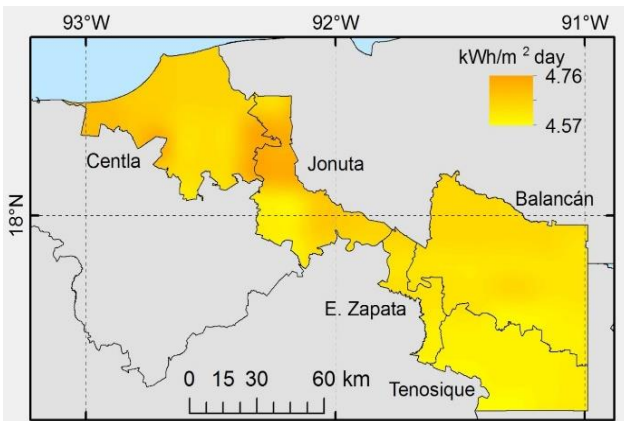 93°W 92°W 91°W
kWh/m² day
4.76
4.57
Centla
Jonuta
Balancán
18°N
E. Zapata
Tenosique
0 15 30 60 km